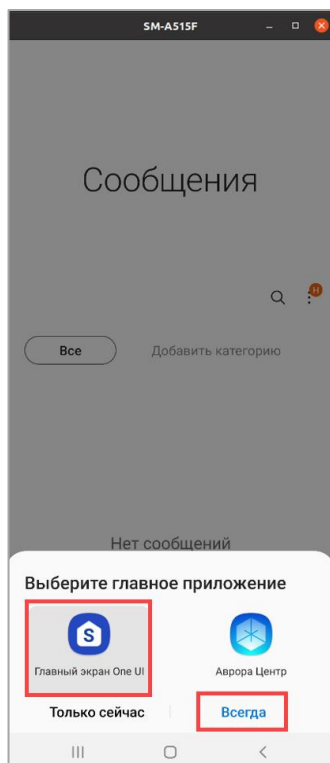 SM-A515F
Сообщения
Н
Все Добавить категорию
Нет сообщений
Выберите главное приложение
S
Главный экран One UI Аврора Центр
Только сейчас Всегда